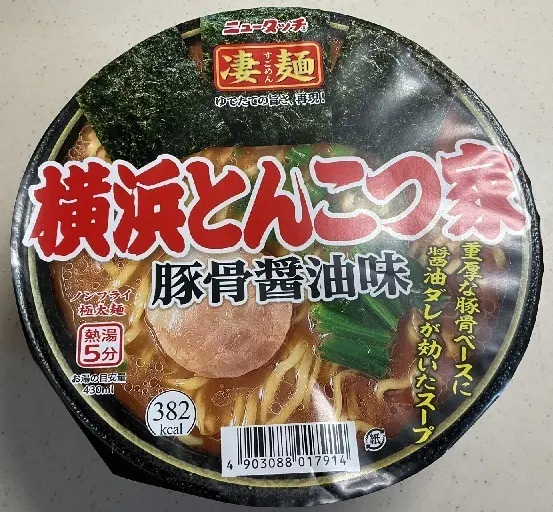 ニュータッチ
凄麺
すごめん
ゆでたての旨さ、再現!
横浜とんこつ家
豚骨醤油味
重厚な豚骨ベースに
醤油ダレが効いたスープ
ノンフライ
極太麺
熱湯
5分
お湯の目安量
430ml
382
kcal
紙
4 903088 017914